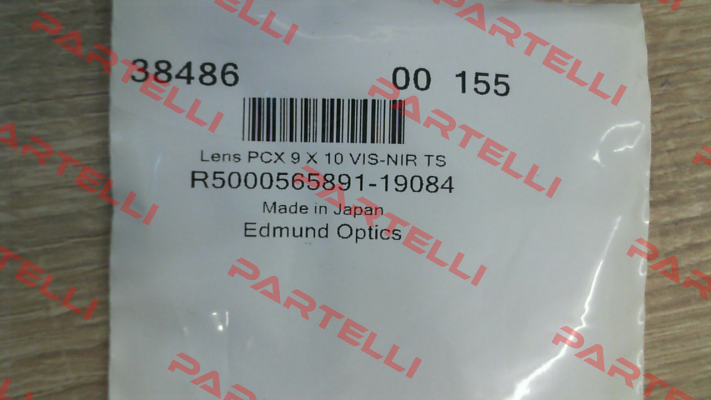 38486 00 155
Lens PCX 9 X 10 VIS-NIR TS
R5000565891-19084
Made in Japan
Edmund Optics
PARTELLI
PARTELLI
PARTELLI
PARTELLI
PARTELLI
PARTELLI
PARTELLI
PARTELLI